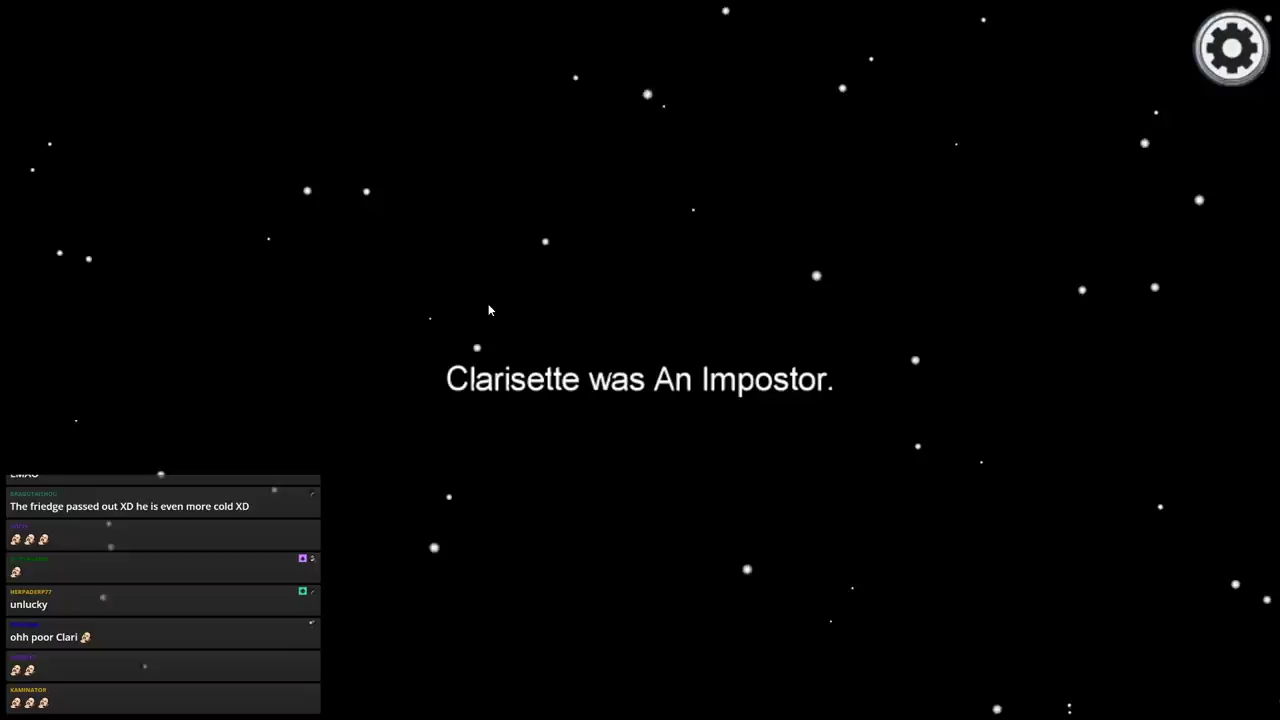 Clarisette was An Impostor.
The friedge passed out XD he is even more cold XD
HERPADERP77
unlucky
ohh poor Clari
KAMINATOR